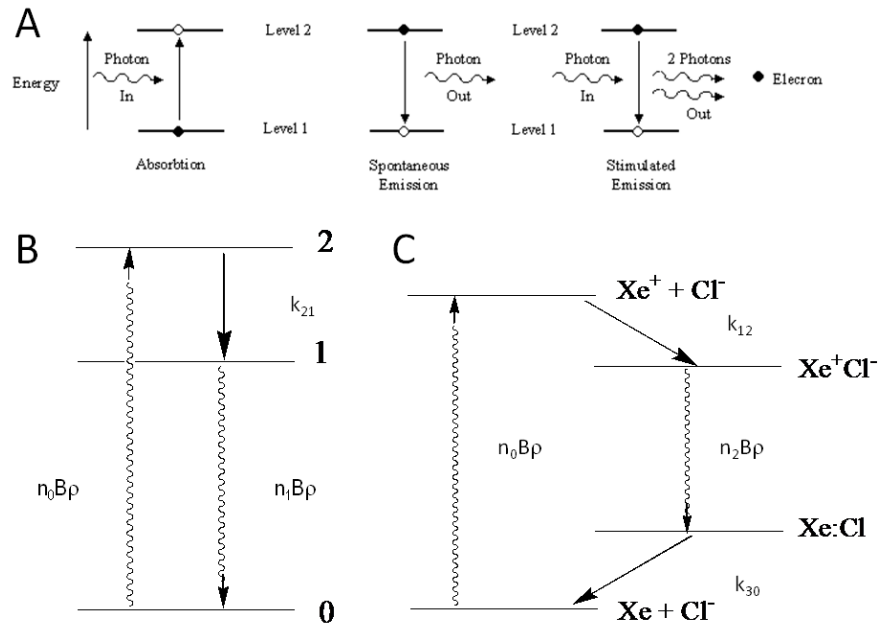 A
Level 2
Level 2
Energy
Photon
In
Photon
Out
Photon
In
2 Photons
Out
Elecron
Level 1
Level 1
Absorbtion
Spontaneous
Emission
Stimulated
Emission
B
2
k21
1
n0Bρ
n1Bρ
0
C
Xe+ + Cl-
k12
Xe+Cl-
n0Bρ
n2Bρ
Xe:Cl
k30
Xe + Cl-